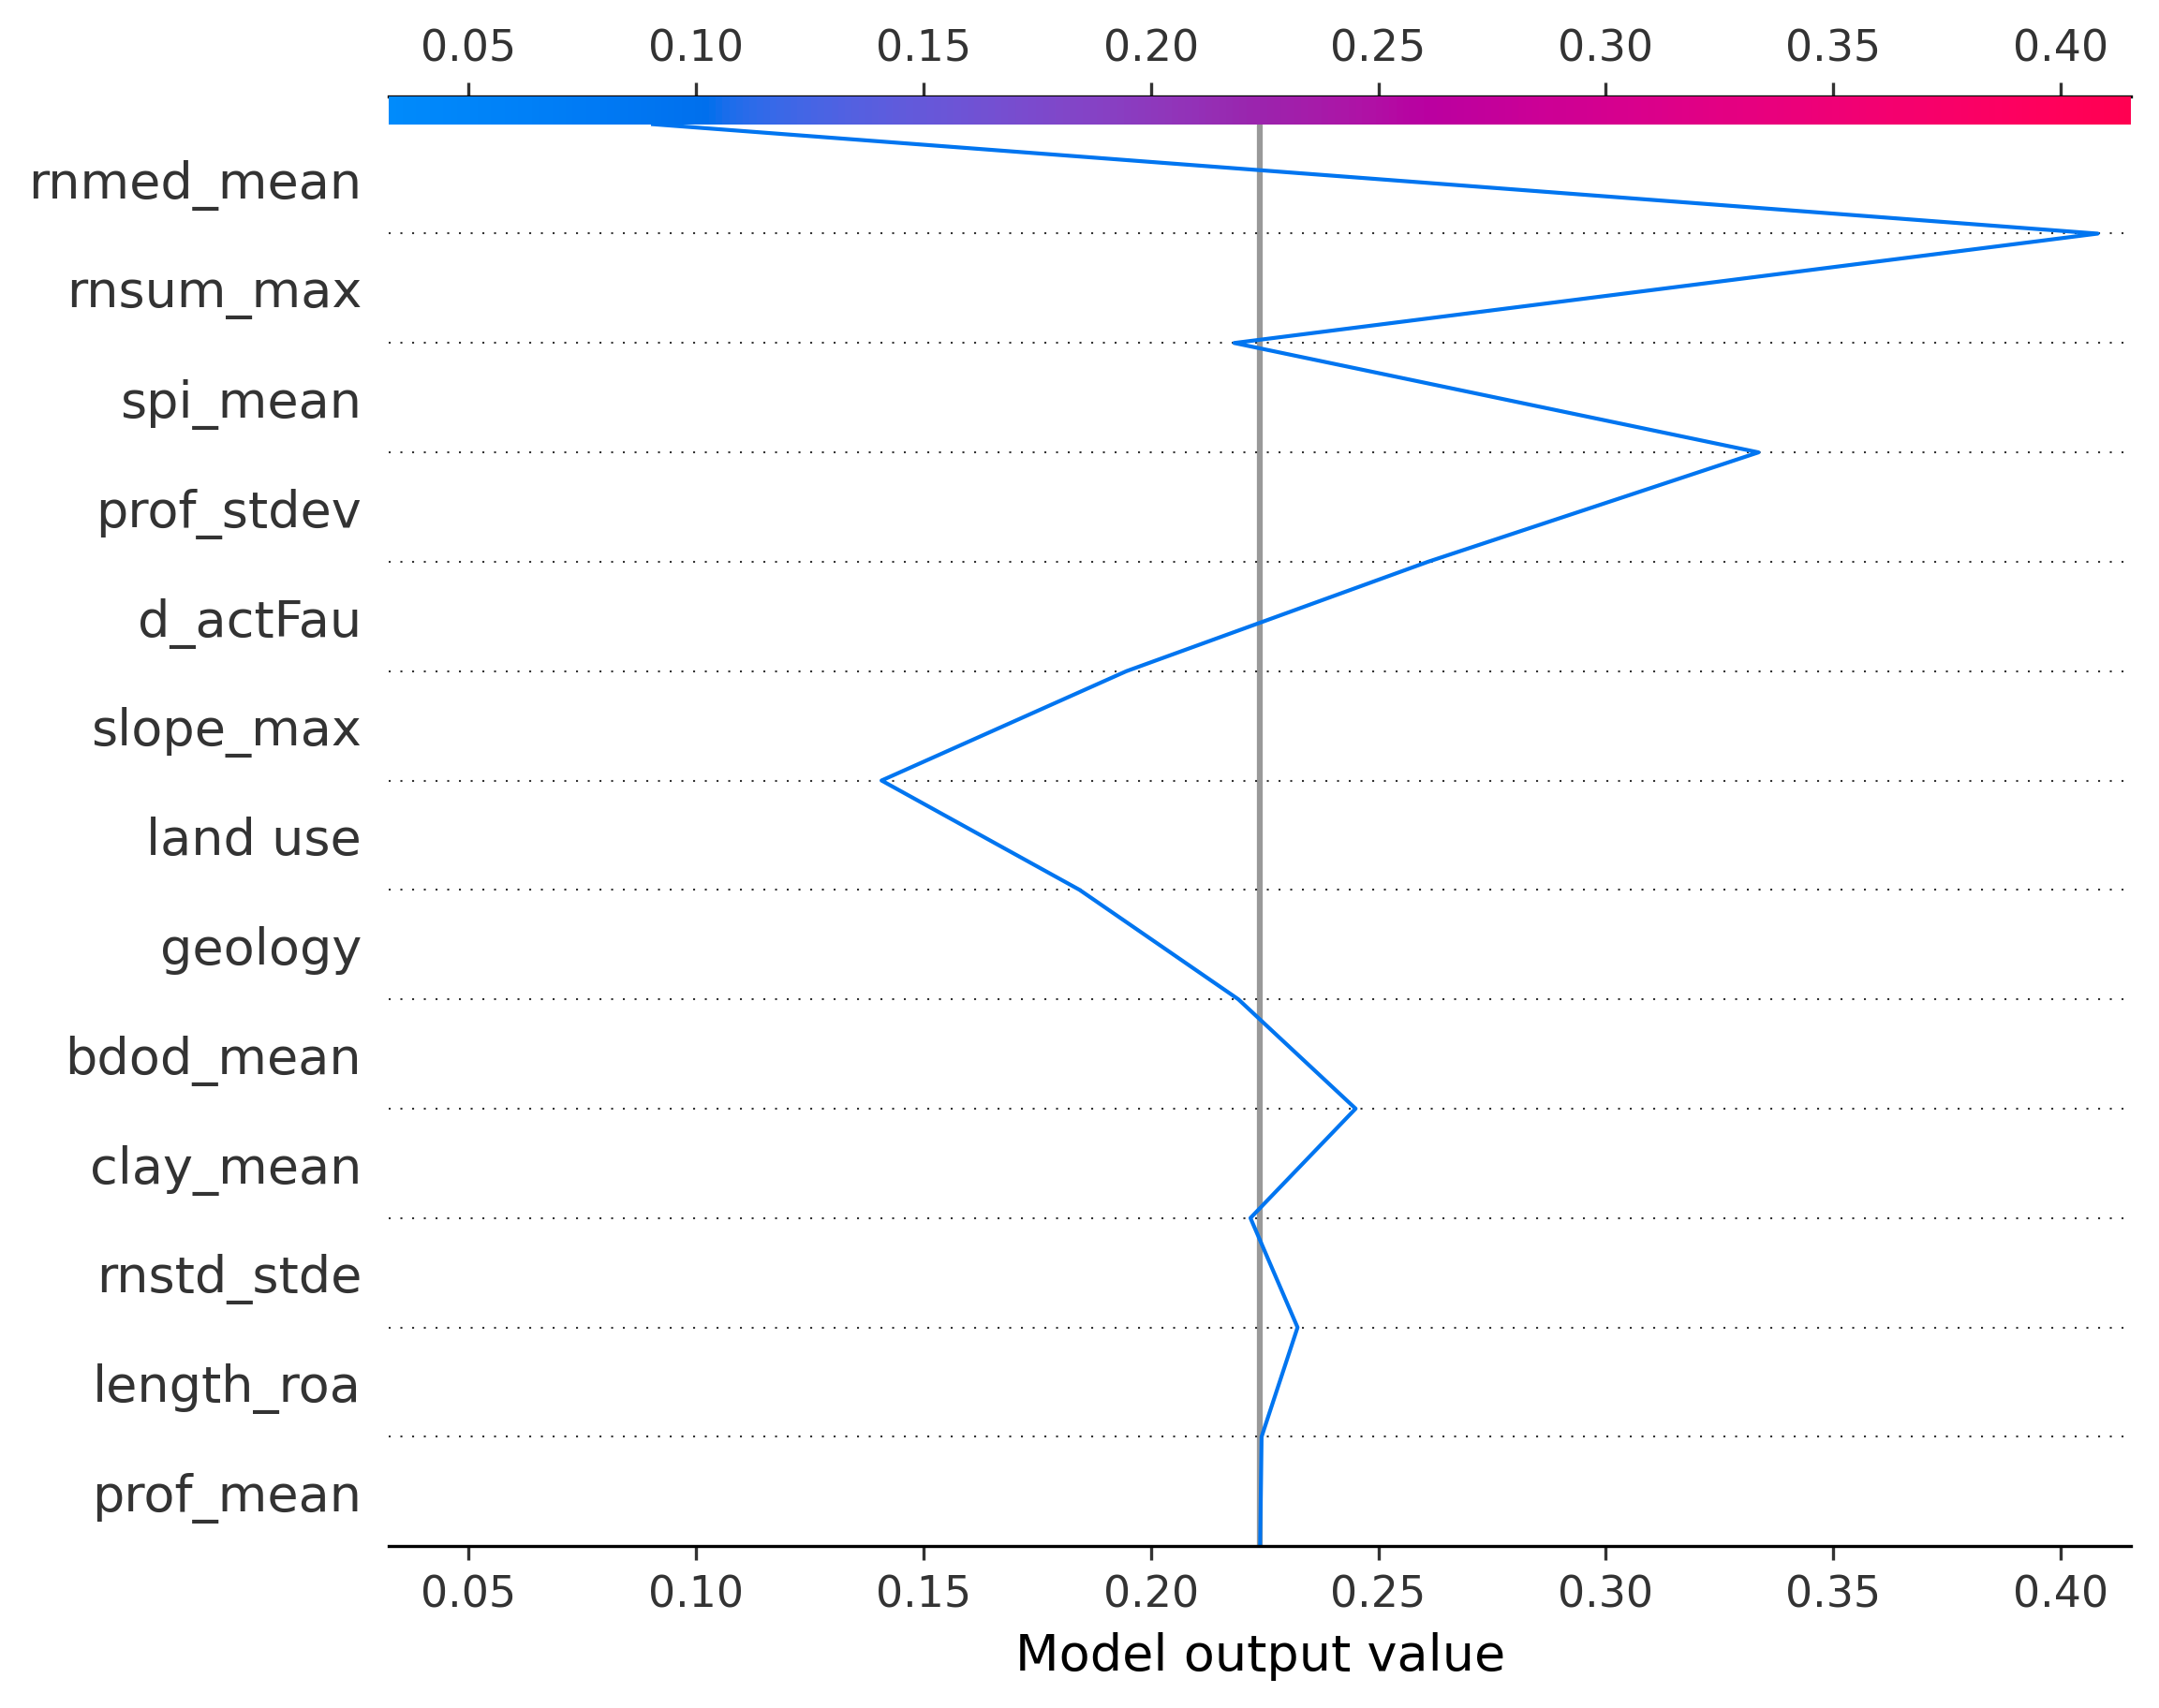 0.05 0.10 0.15 0.20 0.25 0.30 0.35 0.40
rnmed_mean
rnsum_max
spi_mean
prof_stdev
d_actFau
slope_max
land use
geology
bdod_mean
clay_mean
rnstd_stde
length_roa
prof_mean
0.05 0.10 0.15 0.20 0.25 0.30 0.35 0.40
Model output value